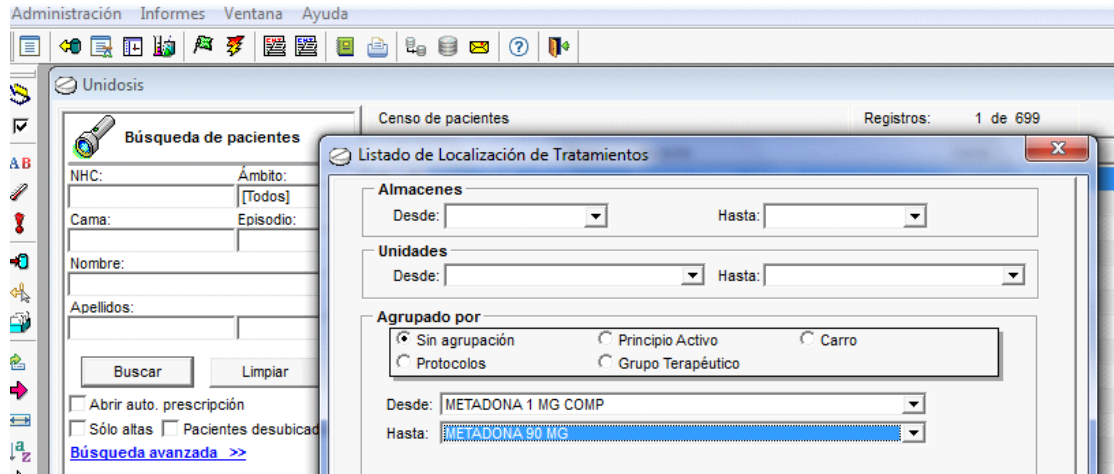 Administración Informes Ventana Ayuda
Unidosis
Búsqueda de pacientes
NHC: Ámbito:
[Todos]
Cama: Episodio:
Nombre:
Apellidos:
Buscar Limpiar
Abrir auto. prescripción
Sólo altas Pacientes desubicad
Búsqueda avanzada >>
Censo de pacientes Registros: 1 de 699
Listado de Localización de Tratamientos
Almacenes
Desde: Hasta:
Unidades
Desde: Hasta:
Agrupado por
Sin agrupación Principio Activo Carro
Protocolos Grupo Terapéutico
Desde: METADONA 1 MG COMP
Hasta: METADONA 90 MG